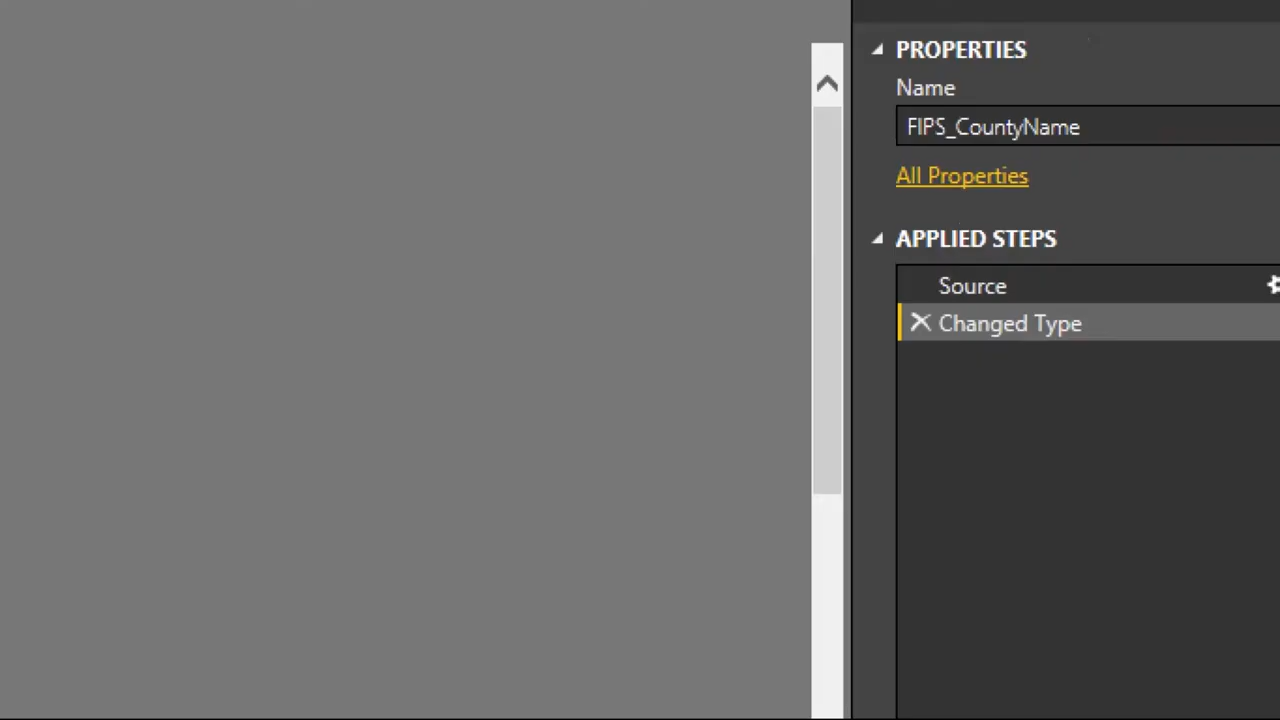 PROPERTIES
Name
FIPS_CountyName
All Properties
APPLIED STEPS
Source
Changed Type